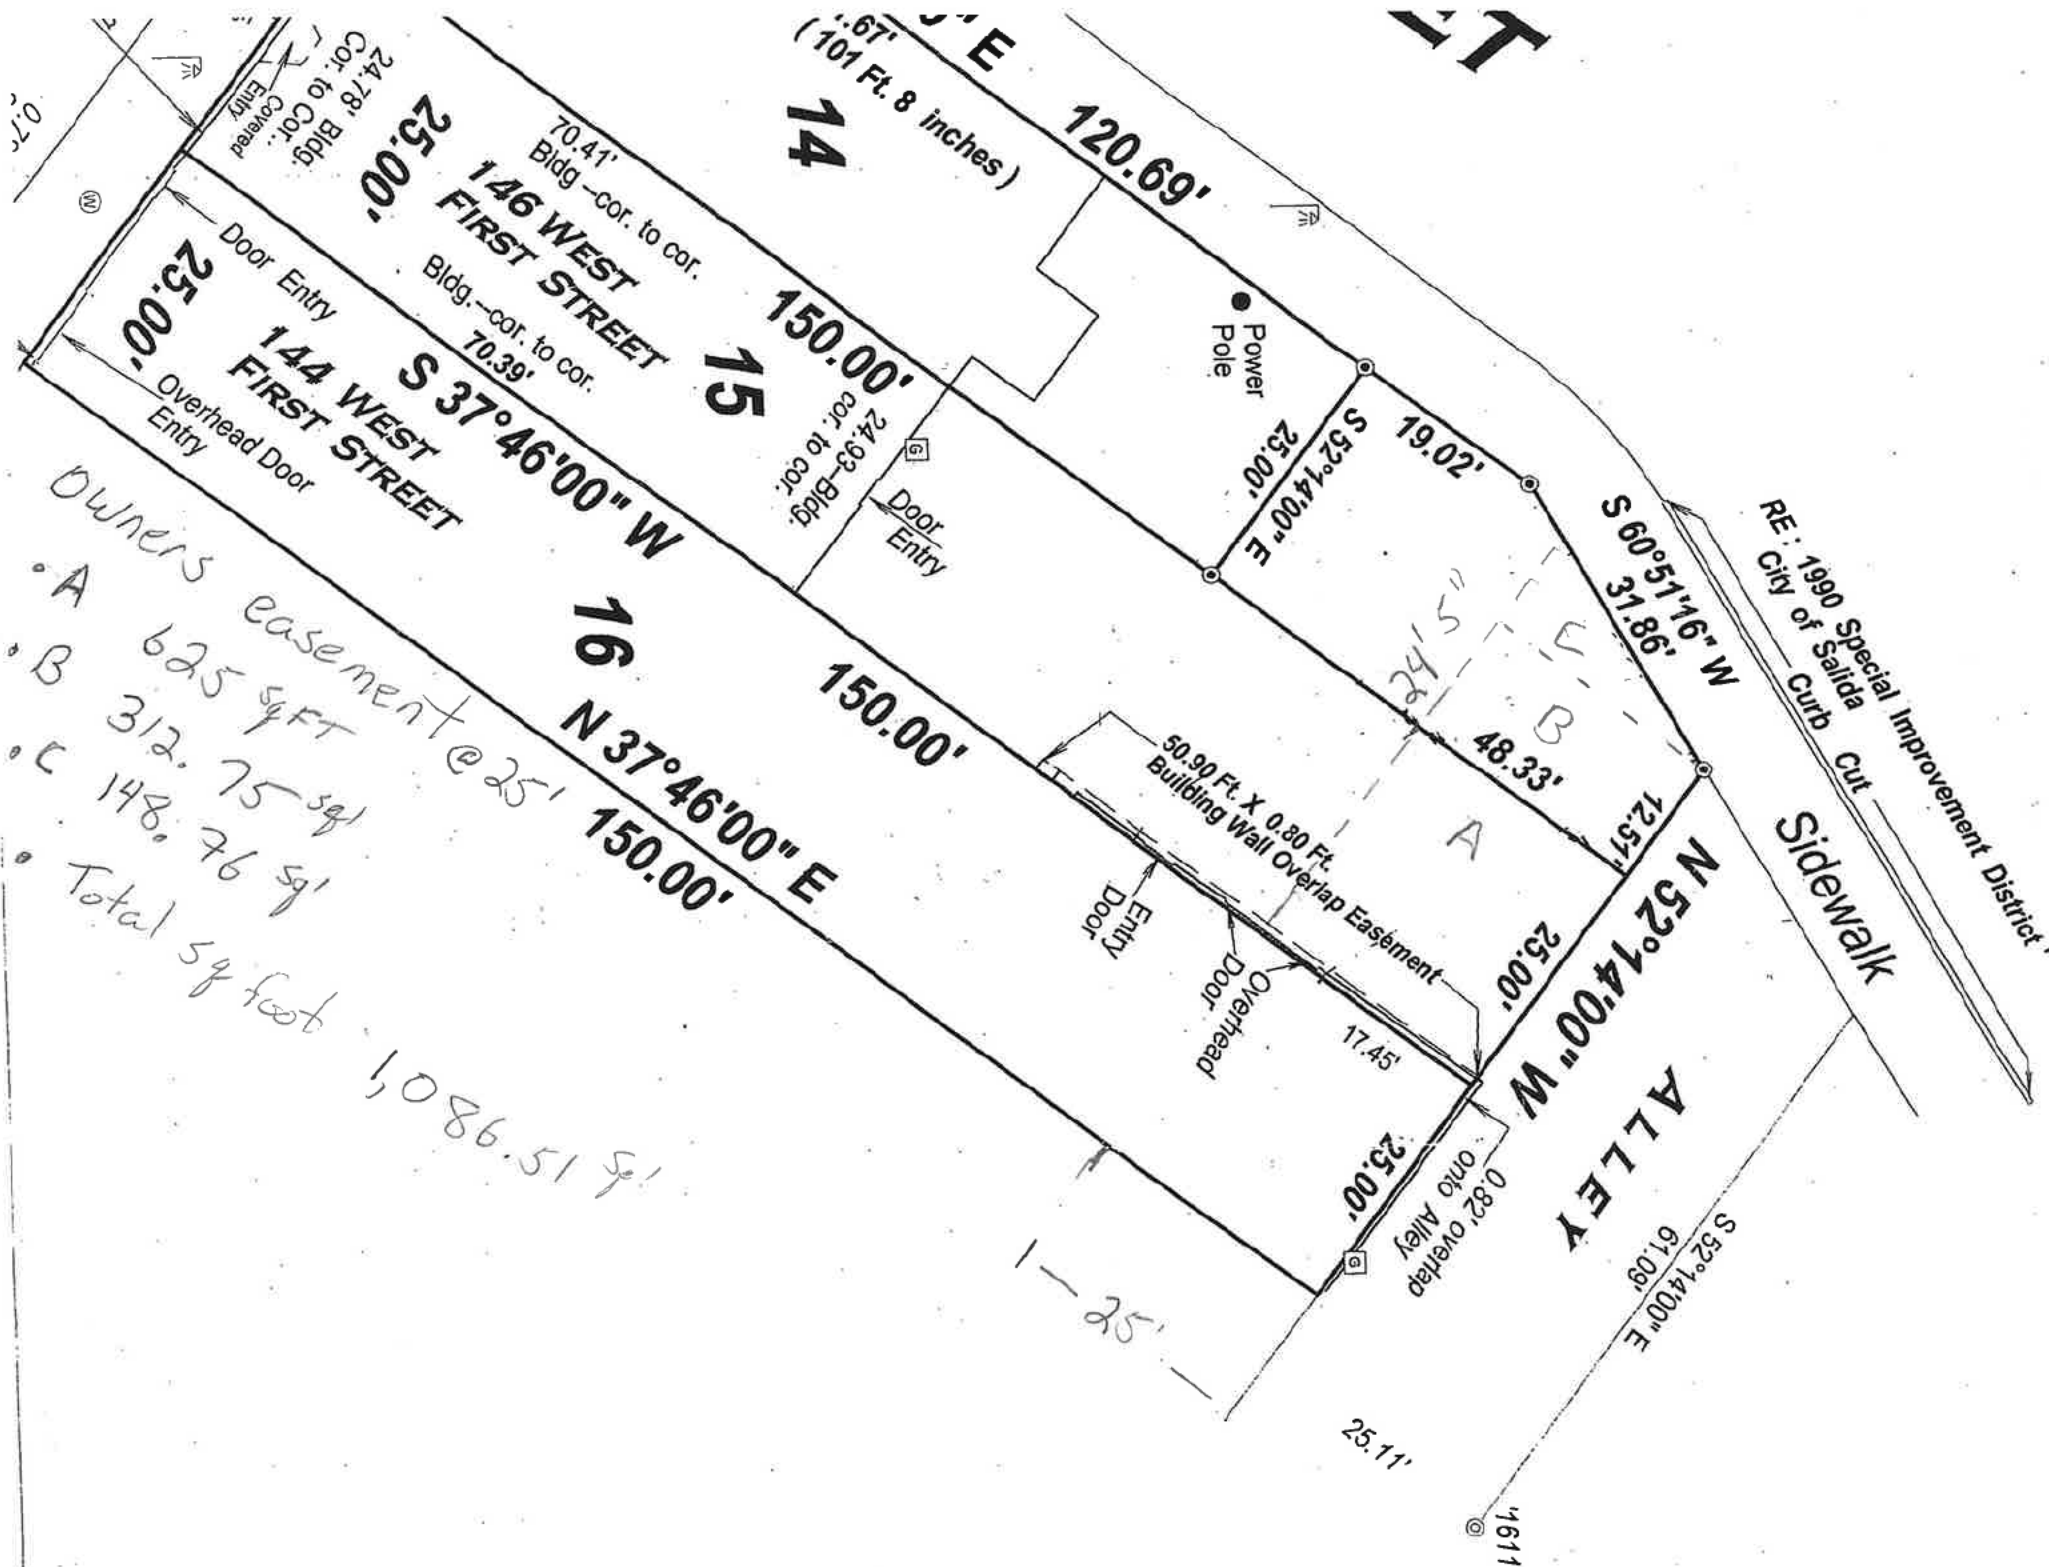 ET
" E
.67'
( 101 Ft. 8 inches )
120.69'
14
24.78' Bldg.
Cor. to Cor.
Covered
Entry
25.00'
70.41'
Bldg -cor. to cor.
146 WEST
FIRST STREET
Bldg.--cor. to cor.
70.39'
150.00'
15
24.93-Bldg.
cor. to cor.
G
Door
Entry
Power
Pole
S 52°14'00" E
25.00'
19.02'
S 60°51'16" W
31.86'
RE: 1990 Special Improvement District
City of Salida
Curb Cut
Sidewalk
W
Door Entry
25.00'
144 WEST
FIRST STREET
Overhead Door
Entry
S 37°46'00" W
150.00'
16
N 37°46'00" E
150.00'
24' 5"
B
A
48.33'
12.51'
50.90 Ft. X 0.80 Ft.
Building Wall Overlap Easement
Entry
Door
Overhead
Door
17.45'
25.00'
N 52°14'00" W
ALLEY
0.82' overlap
onto Alley
25.00'
G
S 52°14'00" E
61.09'
25.11'
1611
Owners easement @ 25'
• A 625 sq FT
• B 312.75 sq'
• C 148.76 sq'
• Total sq foot 1,086.51 sq'
25'